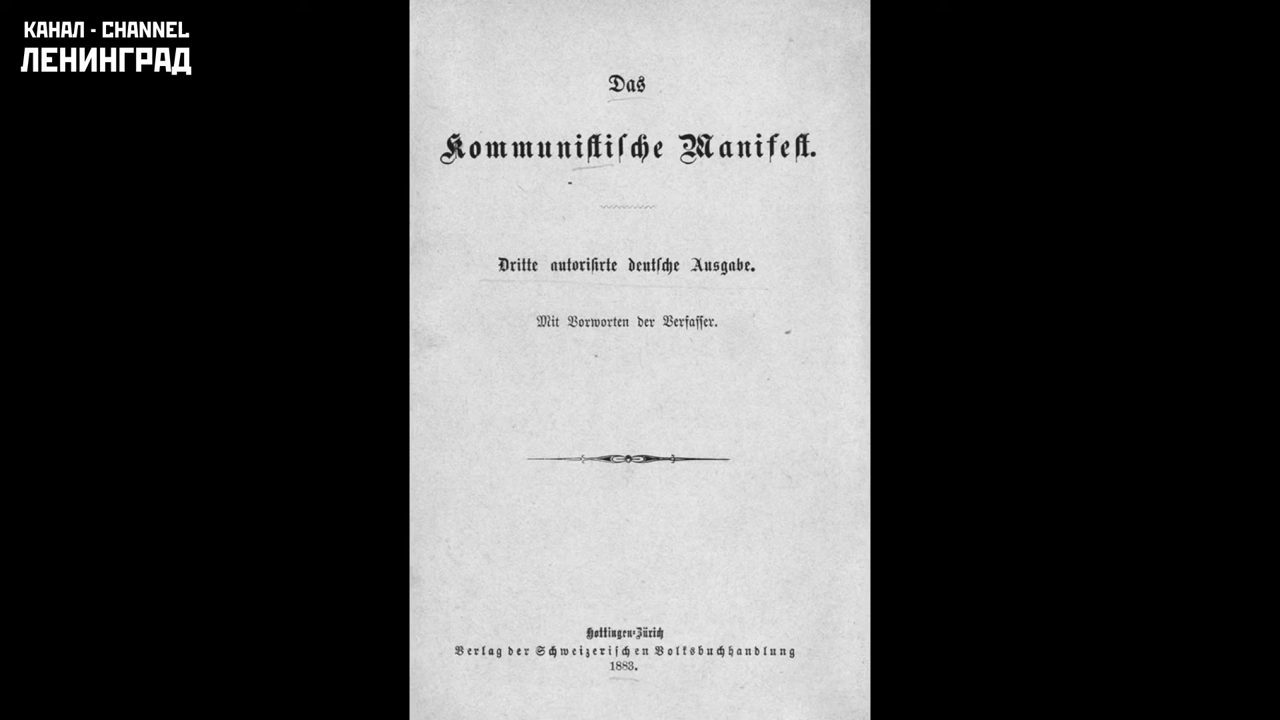 КАНАЛ - CHANNEL
ЛЕНИНГРАД
Das
Kommunistische Manifest.
Dritte autorisirte deutsche Ausgabe.
Mit Vorworten der Verfasser.
Hottingen-Zürich
Verlag der Schweizerischen Volksbuchhandlung
1883.